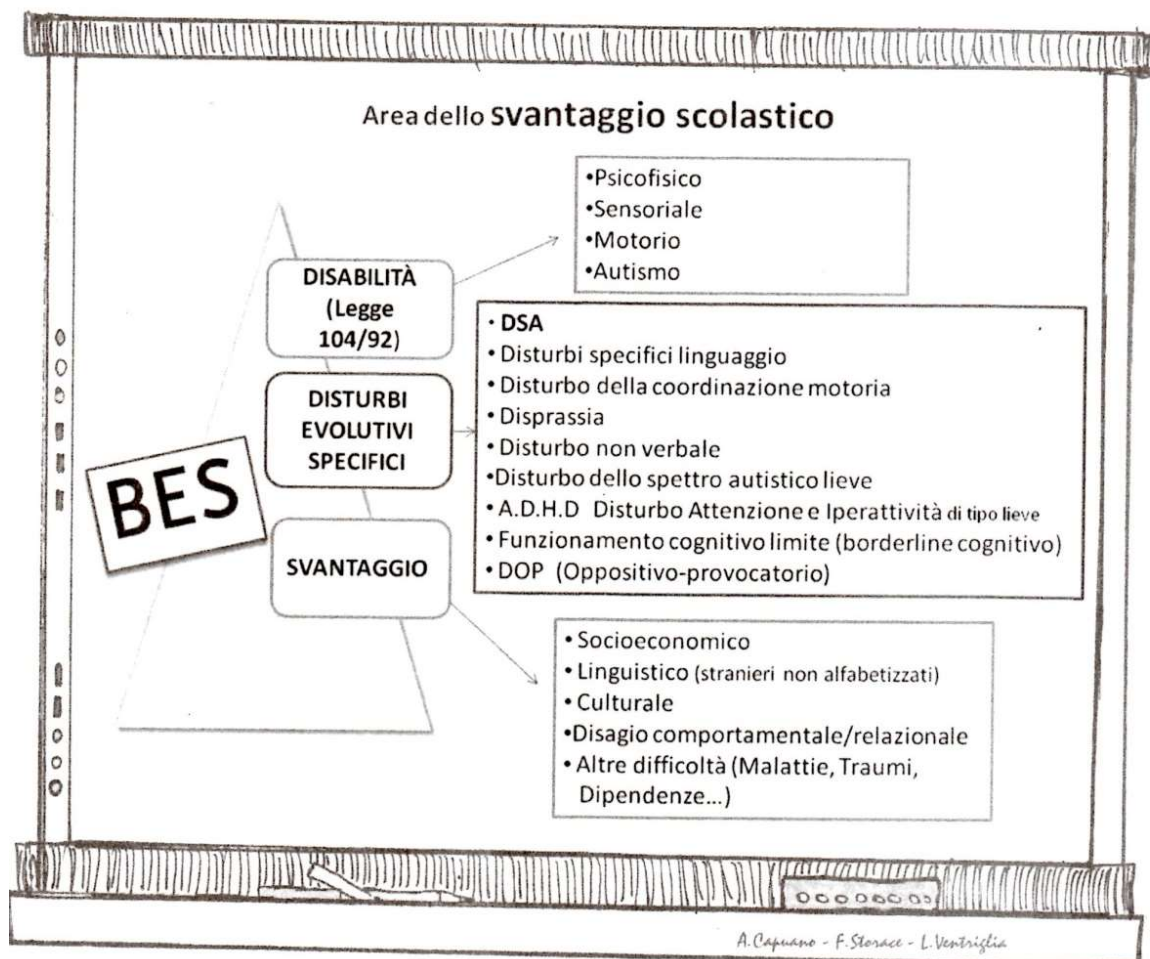 Area dello svantaggio scolastico
•Psicofisico
•Sensoriale
•Motorio
•Autismo
DISABILITÀ
(Legge
104/92)
• DSA
• Disturbi specifici linguaggio
• Disturbo della coordinazione motoria
• Disprassia
• Disturbo non verbale
•Disturbo dello spettro autistico lieve
• A.D.H.D Disturbo Attenzione e Iperattività di tipo lieve
• Funzionamento cognitivo limite (borderline cognitivo)
• DOP (Oppositivo-provocatorio)
DISTURBI
EVOLUTIVI
SPECIFICI
BES
SVANTAGGIO
• Socioeconomico
• Linguistico (stranieri non alfabetizzati)
• Culturale
•Disagio comportamentale/relazionale
• Altre difficoltà (Malattie, Traumi,
Dipendenze...)
A.Capuano - F.Storace - L.Ventriglia